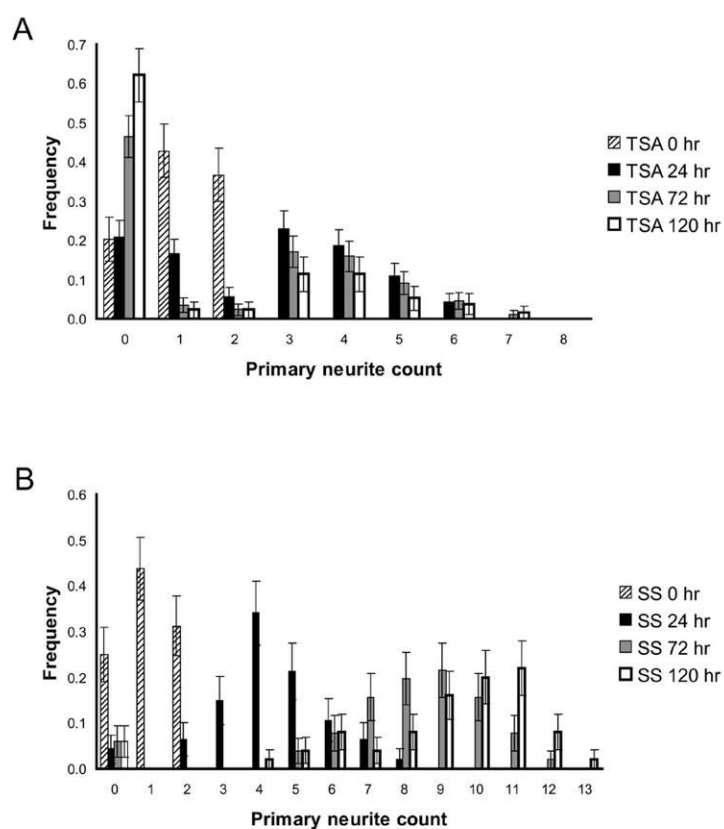 A
0.7
0.6
0.5
0.4
0.3
0.2
0.1
0.0
Frequency
0 1 2 3 4 5 6 7 8
Primary neurite count
TSA 0 hr
TSA 24 hr
TSA 72 hr
TSA 120 hr
B
0.6
0.5
0.4
0.3
0.2
0.1
0.0
Frequency
0 1 2 3 4 5 6 7 8 9 10 11 12 13
Primary neurite count
SS 0 hr
SS 24 hr
SS 72 hr
SS 120 hr